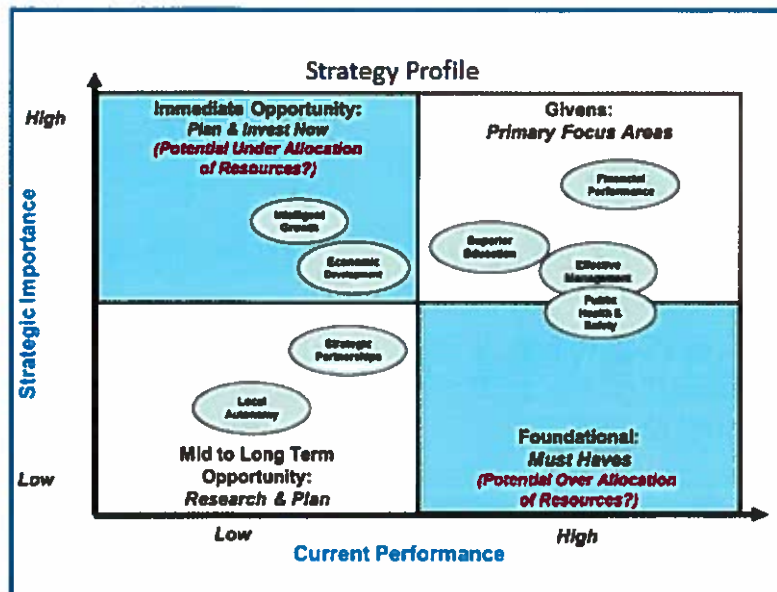 Strategy Profile
High
Strategic Importance
Low
Immediate Opportunity:
Plan & Invest Now
(Potential Under Allocation
of Resources?)
Intelligent
Growth
Economic
Development
Givens:
Primary Focus Areas
Financial
Performance
Superior
Education
Effective
Management
Public
Health &
Safety
Strategic
Partnerships
Local
Autonomy
Mid to Long Term
Opportunity:
Research & Plan
Foundational:
Must Haves
(Potential Over Allocation
of Resources?)
Low
High
Current Performance